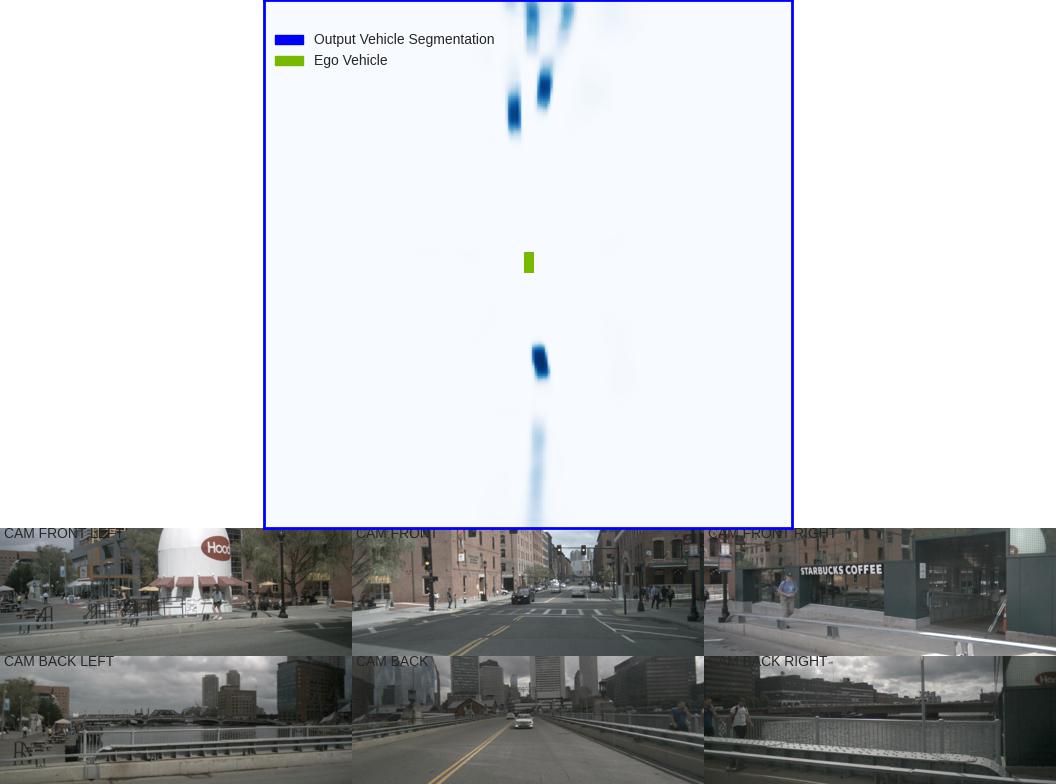 Output Vehicle Segmentation
Ego Vehicle
CAM FRONT LEFT
CAM FRONT
CAM FRONT RIGHT
Hood
STARBUCKS COFFEE
CAM BACK LEFT
CAM BACK
CAM BACK RIGHT